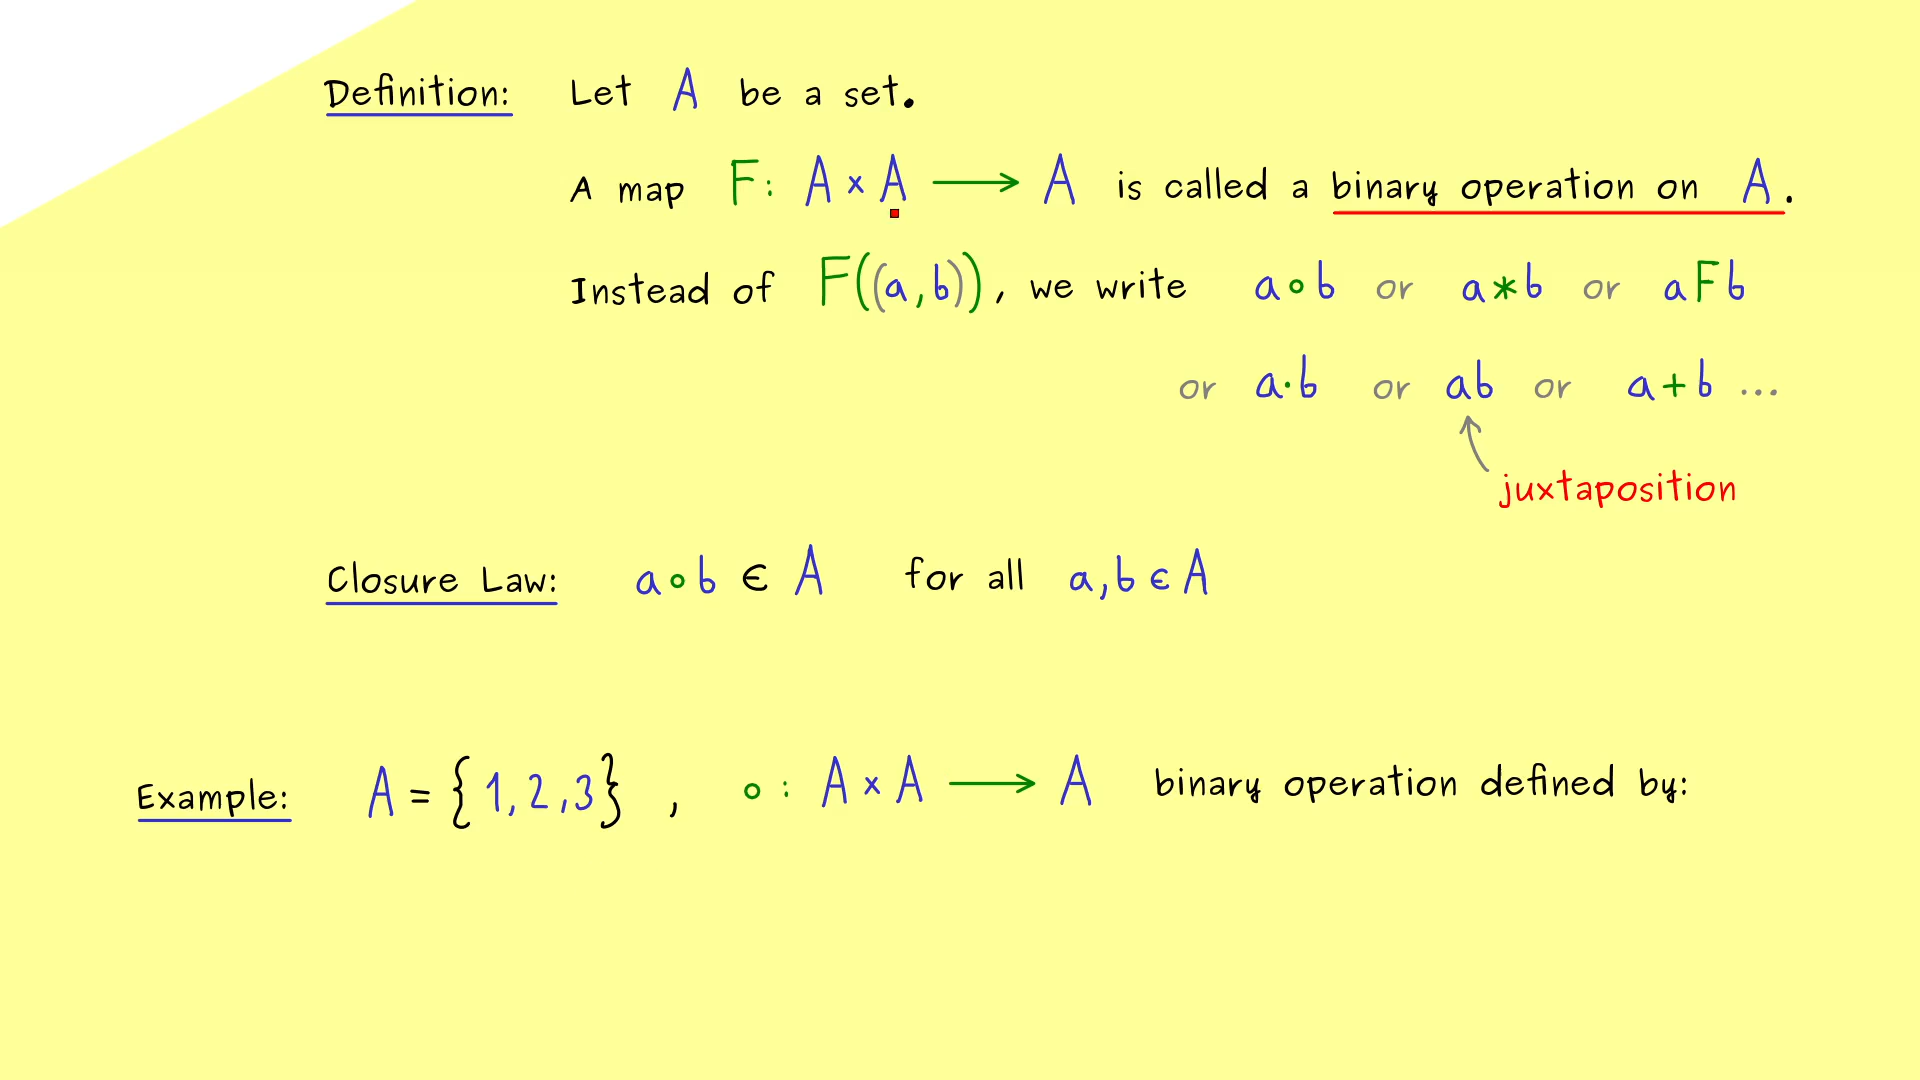 Definition: Let A be a set.
A map F: A × A ⟶ A is called a binary operation on A.
Instead of F((a,b)), we write a∘b or a*b or aFb
or a·b or ab or a+b ...
juxtaposition
Closure Law: a∘b ∈ A for all a,b ∈ A
Example: A = {1,2,3} , ∘ : A × A ⟶ A binary operation defined by: